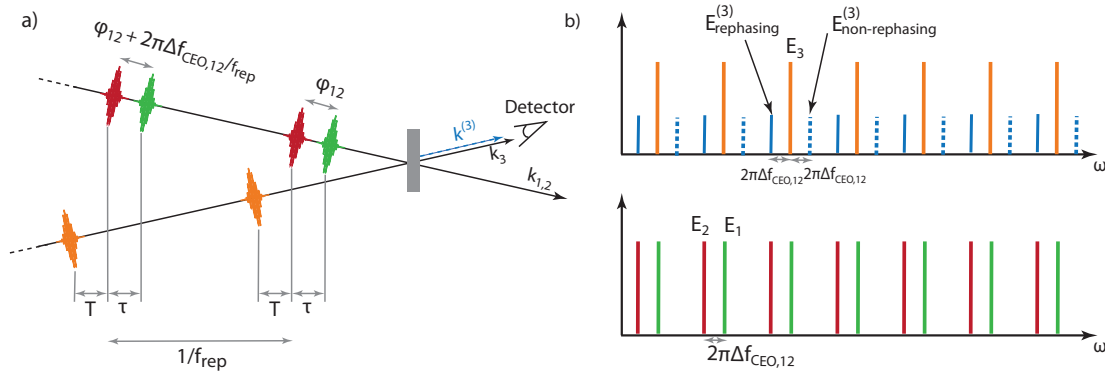 a)
φ12 + 2πΔfCEO,12/frep
φ12
Detector
k(3)
k3
k1,2
T
τ
T
τ
1/frep
b)
E(3)rephasing
E3
E(3)non-rephasing
2πΔfCEO,12
2πΔfCEO,12
ω
E2
E1
2πΔfCEO,12
ω